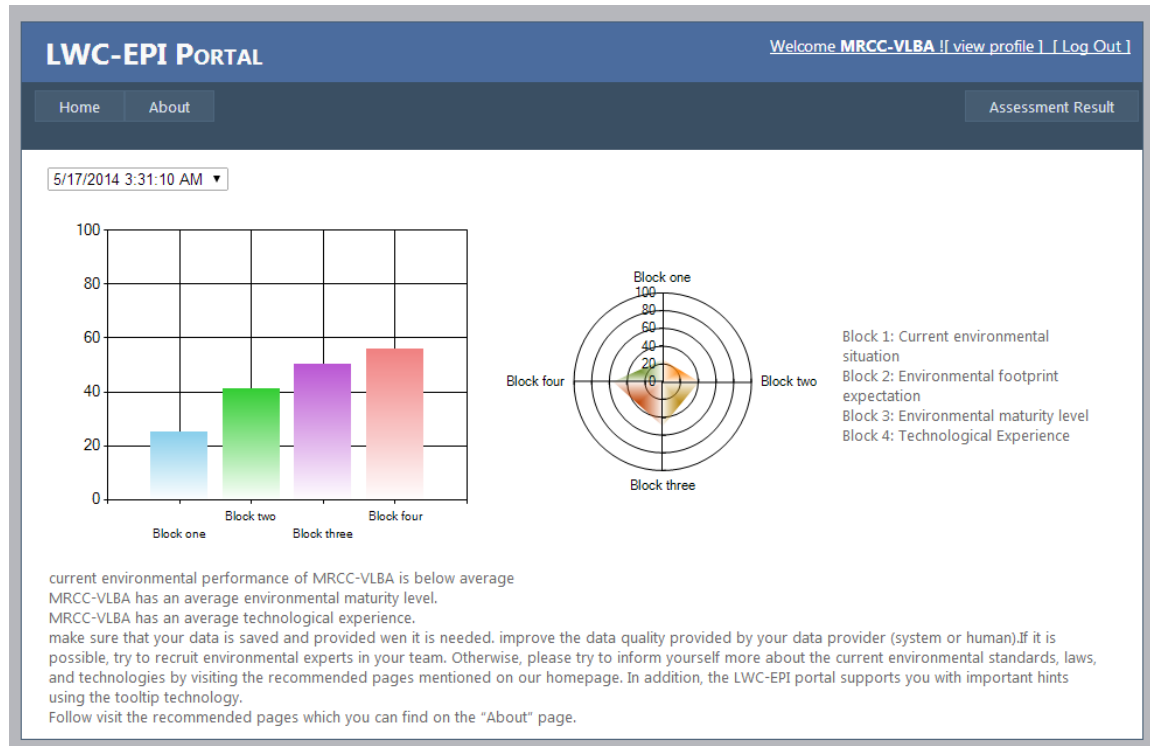 LWC-EPI PORTAL
Welcome MRCC-VLBA ![ view profile ] [ Log Out ]
Home
About
Assessment Result
5/17/2014 3:31:10 AM
100
80
60
40
20
0
Block one
Block two
Block three
Block four
Block one
100
80
60
40
20
0
Block four
Block two
Block three
Block 1: Current environmental
situation
Block 2: Environmental footprint
expectation
Block 3: Environmental maturity level
Block 4: Technological Experience
current environmental performance of MRCC-VLBA is below average
MRCC-VLBA has an average environmental maturity level.
MRCC-VLBA has an average technological experience.
make sure that your data is saved and provided wen it is needed. improve the data quality provided by your data provider (system or human).If it is
possible, try to recruit environmental experts in your team. Otherwise, please try to inform yourself more about the current environmental standards, laws,
and technologies by visiting the recommended pages mentioned on our homepage. In addition, the LWC-EPI portal supports you with important hints
using the tooltip technology.
Follow visit the recommended pages which you can find on the "About" page.